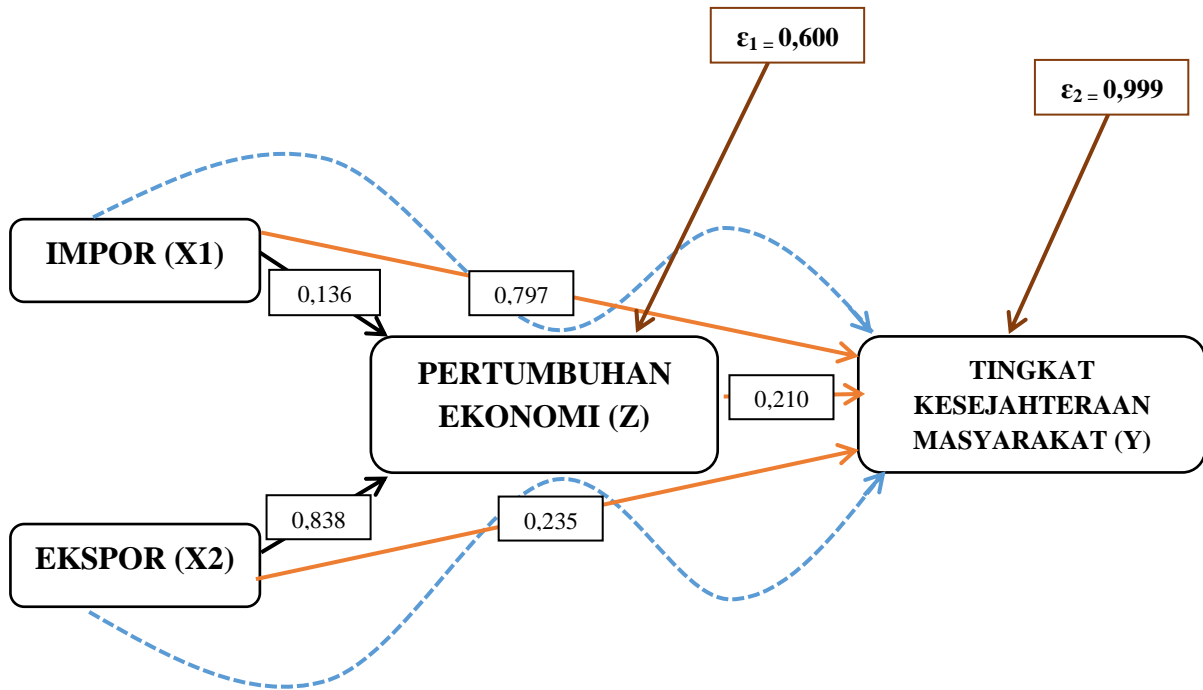 ε₁ = 0,600
ε₂ = 0,999
IMPOR (X1)
0,136
0,797
PERTUMBUHAN
EKONOMI (Z)
0,210
TINGKAT
KESEJAHTERAAN
MASYARAKAT (Y)
0,838
0,235
EKSPOR (X2)